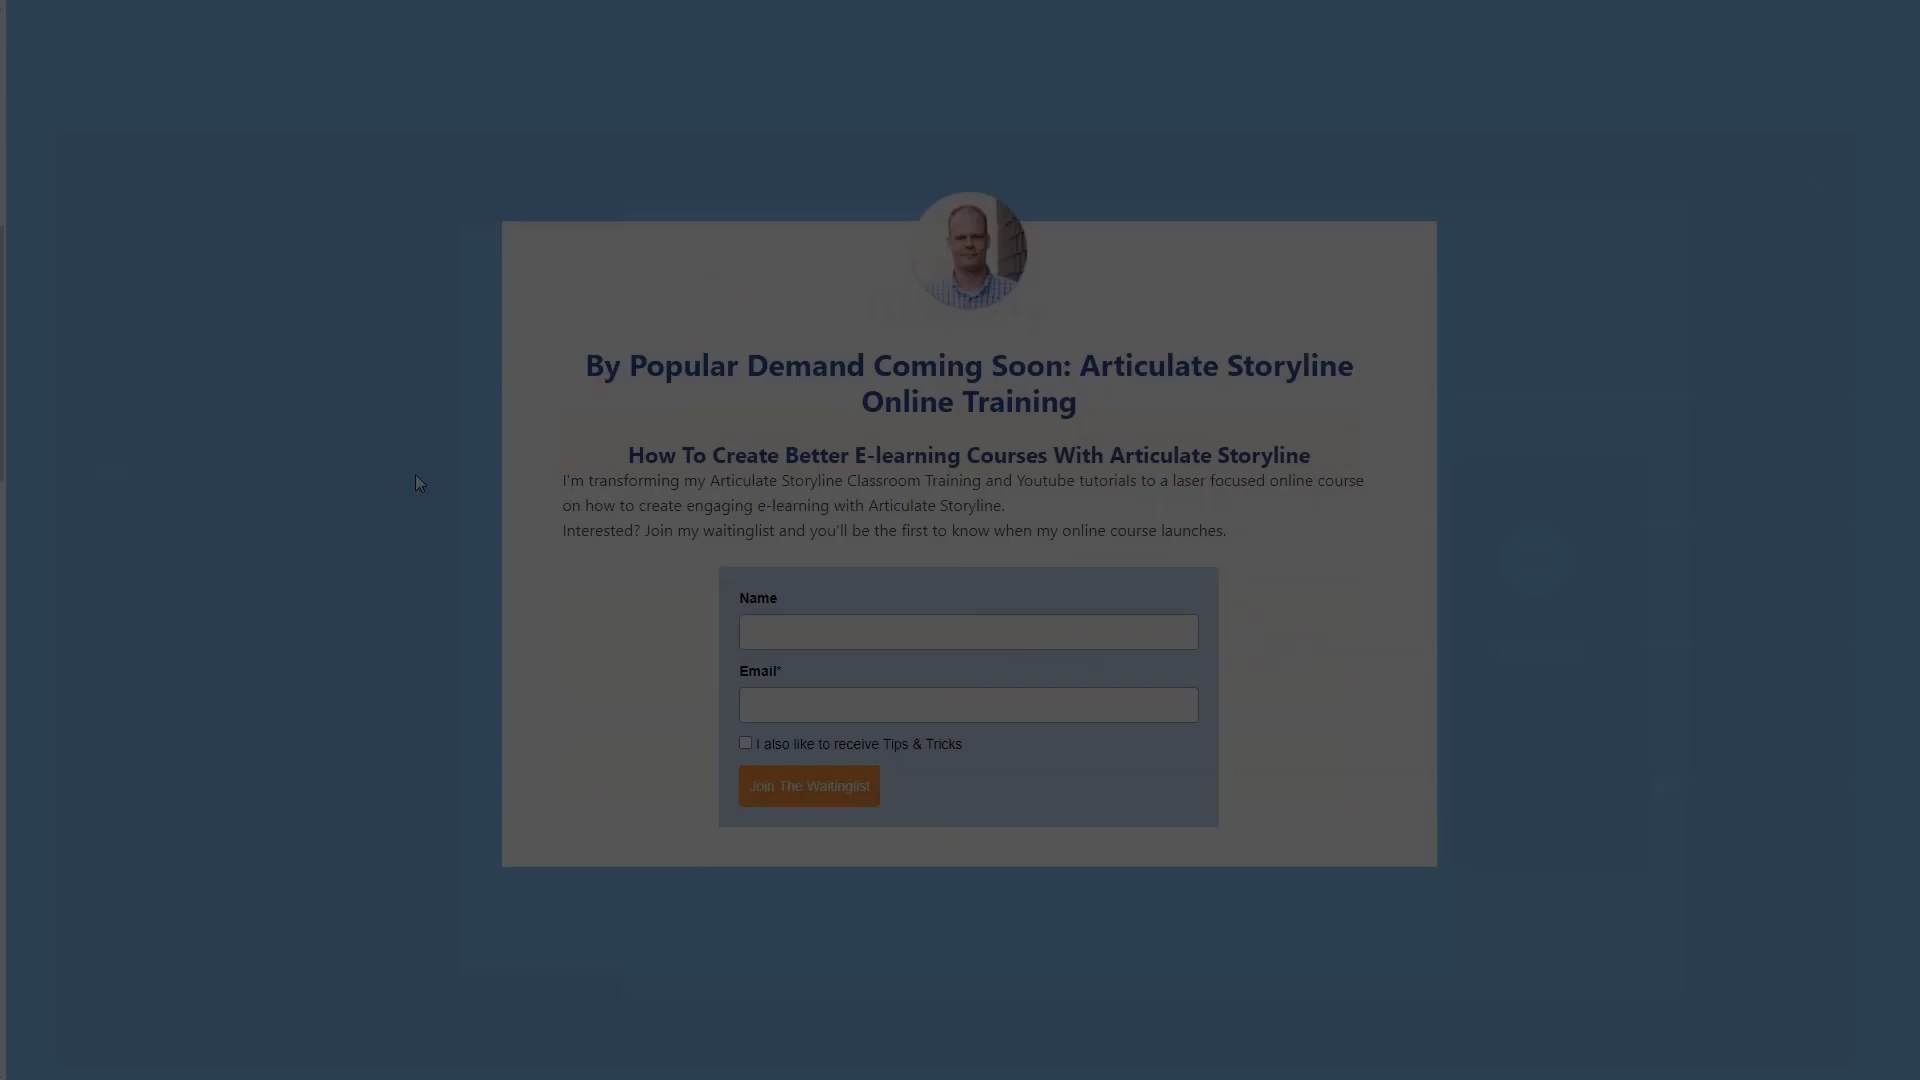 By Popular Demand Coming Soon: Articulate Storyline
Online Training
How To Create Better E-learning Courses With Articulate Storyline
I'm transforming my Articulate Storyline Classroom Training and Youtube tutorials to a laser focused online course
on how to create engaging e-learning with Articulate Storyline.
Interested? Join my waitinglist and you'll be the first to know when my online course launches.
Name
Email*
I also like to receive Tips & Tricks
Join The Waitinglist